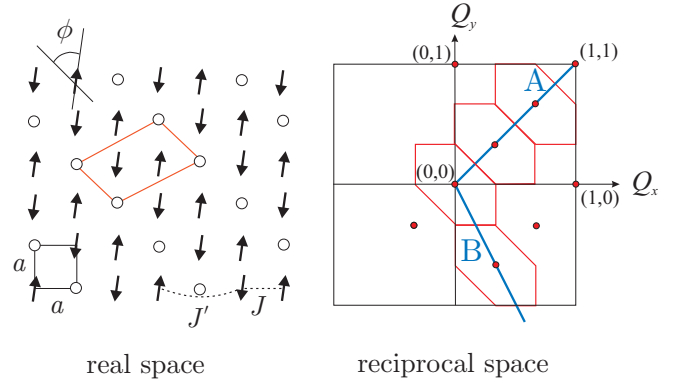 ϕ
a
a
J′
J
real space
Q_y
(0,1)
(1,1)
A
(0,0)
Q_x
(1,0)
B
reciprocal space